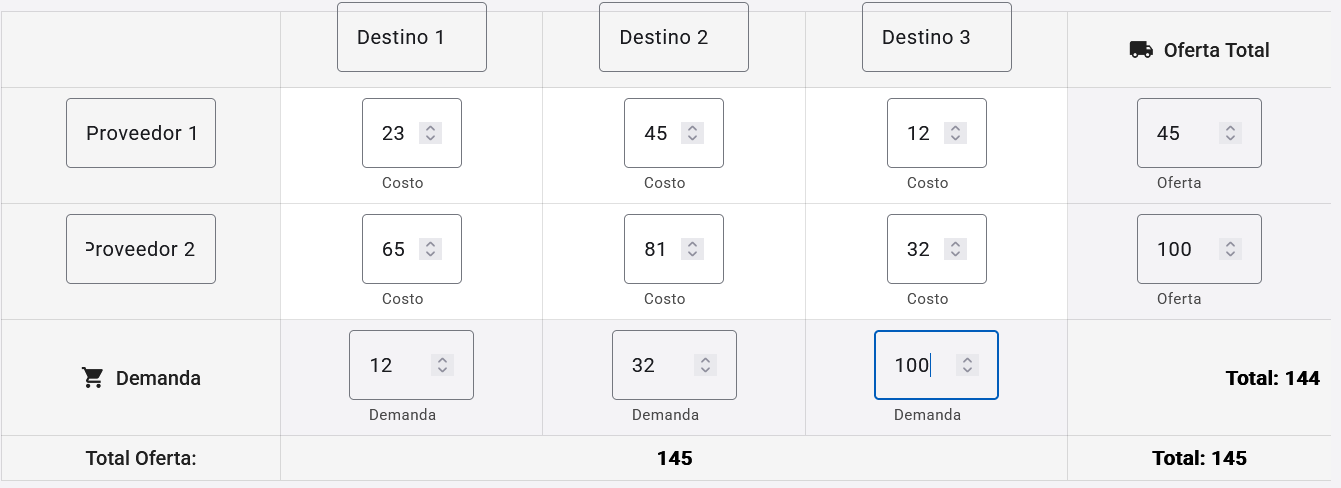 Destino 1 Destino 2 Destino 3 Oferta Total
Proveedor 1 23 45 12 45
Costo Costo Costo Oferta
Proveedor 2 65 81 32 100
Costo Costo Costo Oferta
Demanda 12 32 100 Total: 144
Demanda Demanda Demanda
Total Oferta: 145 Total: 145